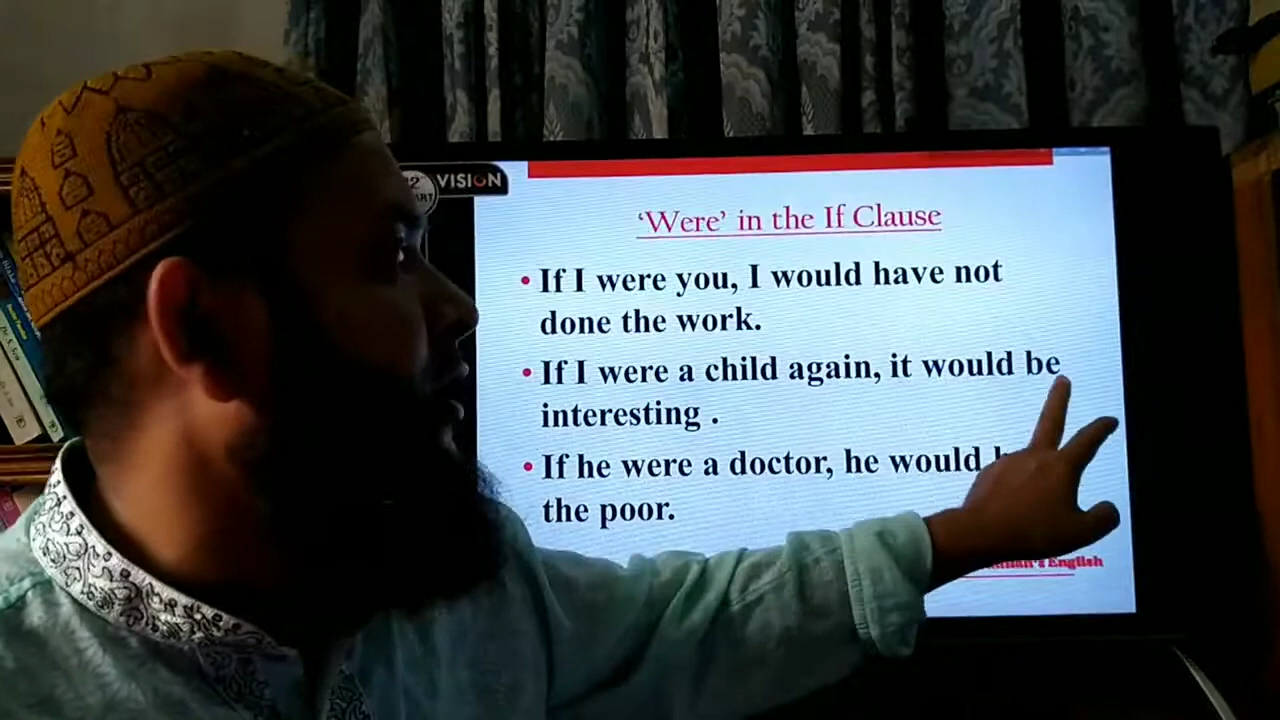 VISION
‘Were’ in the If Clause
• If I were you, I would have not
done the work.
• If I were a child again, it would be
interesting .
• If he were a doctor, he would
the poor.
English